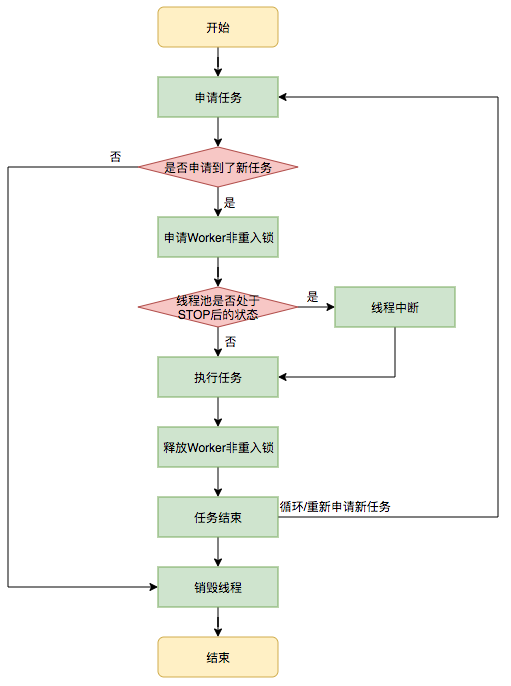 开始
申请任务
否
是否申请到了新任务
是
申请Worker非重入锁
线程池是否处于
STOP后的状态
是
线程中断
否
执行任务
释放Worker非重入锁
任务结束
循环/重新申请新任务
销毁线程
结束